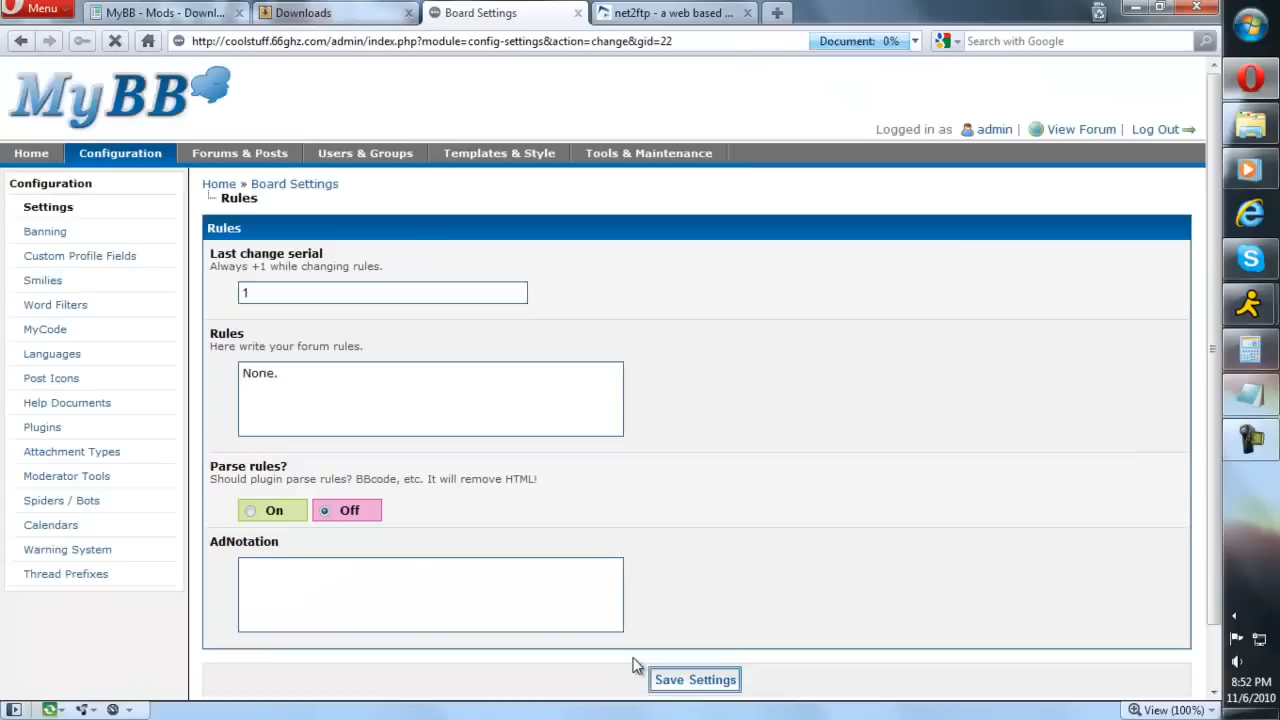 Menu
MyBB - Mods - Downl...
Downloads
Board Settings
net2ftp - a web based ...
http://coolstuff.66ghz.com/admin/index.php?module=config-settings&action=change&gid=22
Document: 0%
Search with Google
MyBB
Logged in as admin | View Forum | Log Out
Home
Configuration
Forums & Posts
Users & Groups
Templates & Style
Tools & Maintenance
Configuration
Settings
Banning
Custom Profile Fields
Smilies
Word Filters
MyCode
Languages
Post Icons
Help Documents
Plugins
Attachment Types
Moderator Tools
Spiders / Bots
Calendars
Warning System
Thread Prefixes
Home » Board Settings
Rules
Rules
Last change serial
Always +1 while changing rules.
1
Rules
Here write your forum rules.
None.
Parse rules?
Should plugin parse rules? BBcode, etc. It will remove HTML!
On
Off
AdNotation
Save Settings
8:52 PM
11/6/2010
View (100%)